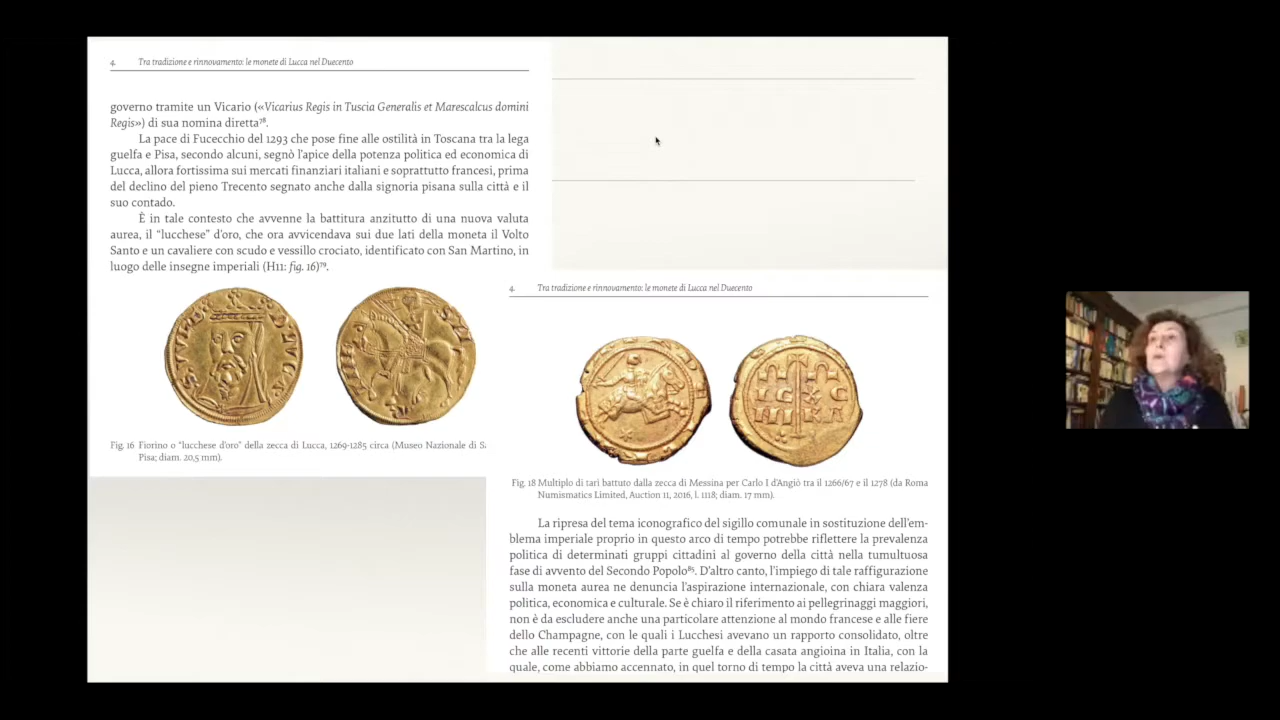 4. Tra tradizione e rinnovamento: le monete di Lucca nel Duecento
governo tramite un Vicario («Vicarius Regis in Tuscia Generalis et Marescalcus domini
Regis») di sua nomina diretta⁷⁸.
La pace di Fucecchio del 1293 che pose fine alle ostilità in Toscana tra la lega
guelfa e Pisa, secondo alcuni, segnò l'apice della potenza politica ed economica di
Lucca, allora fortissima sui mercati finanziari italiani e soprattutto francesi, prima
del declino del pieno Trecento segnato anche dalla signoria pisana sulla città e il
suo contado.
È in tale contesto che avvenne la battitura anzitutto di una nuova valuta
aurea, il "lucchese" d'oro, che ora avvicendava sui due lati della moneta il Volto
Santo e un cavaliere con scudo e vessillo crociato, identificato con San Martino, in
luogo delle insegne imperiali (H11: fig. 16)⁷⁹.
Fig. 16 Fiorino o "lucchese d'oro" della zecca di Lucca, 1269-1285 circa (Museo Nazionale di
Pisa; diam. 20,5 mm).
4. Tra tradizione e rinnovamento: le monete di Lucca nel Duecento
Fig. 18 Multiplo di tarì battuto dalla zecca di Messina per Carlo I d'Angiò tra il 1266/67 e il 1278 (da Roma
Numismatics Limited, Auction 11, 2016, l. 1118; diam. 17 mm).
La ripresa del tema iconografico del sigillo comunale in sostituzione dell'em-
blema imperiale proprio in questo arco di tempo potrebbe riflettere la prevalenza
politica di determinati gruppi cittadini al governo della città nella tumultuosa
fase di avvento del Secondo Popolo⁸⁵. D'altro canto, l'impiego di tale raffigurazione
sulla moneta aurea ne denuncia l'aspirazione internazionale, con chiara valenza
politica, economica e culturale. Se è chiaro il riferimento ai pellegrinaggi maggiori,
non è da escludere anche una particolare attenzione al mondo francese e alle fiere
dello Champagne, con le quali i Lucchesi avevano un rapporto consolidato, oltre
che alle recenti vittorie della parte guelfa e della casata angioina in Italia, con la
quale, come abbiamo accennato, in quel torno di tempo la città aveva una relazio-